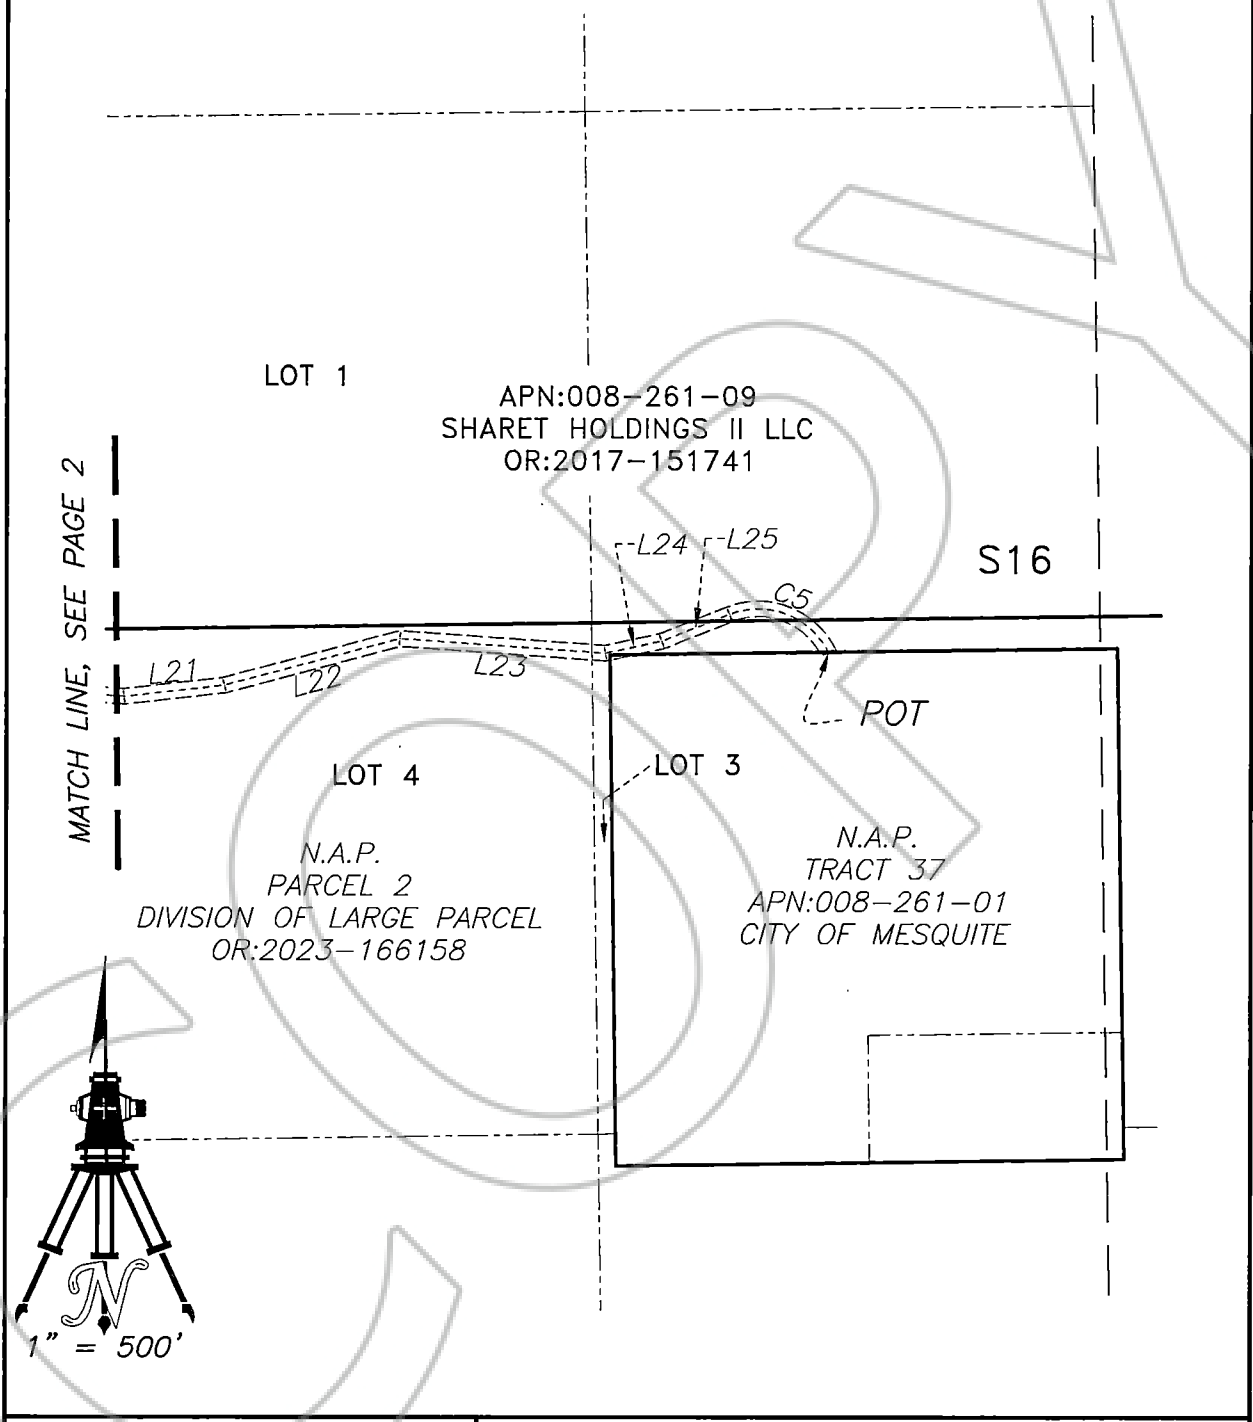 LOT 1
APN:008-261-09
SHARET HOLDINGS II LLC
OR:2017-151741
MATCH LINE, SEE PAGE 2
L24
L25
S16
C5
L21
L22
L23
POT
LOT 4
LOT 3
N.A.P.
PARCEL 2
DIVISION OF LARGE PARCEL
OR:2023-166158
N.A.P.
TRACT 37
APN:008-261-01
CITY OF MESQUITE
N
1" = 500'
COPY